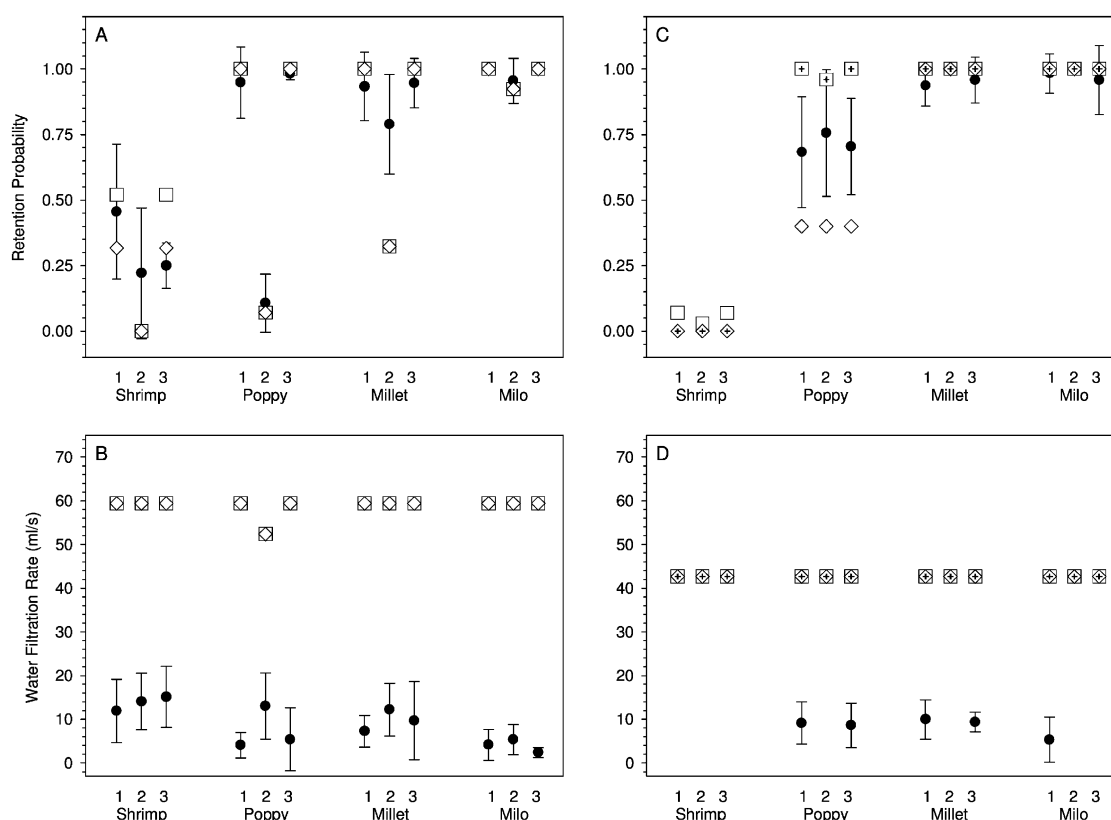 A
C
1.00
0.75
0.50
0.25
0.00
Retention Probability
1.00
0.75
0.50
0.25
0.00
1 2 3 1 2 3 1 2 3 1 2 3
Shrimp Poppy Millet Milo
1 2 3 1 2 3 1 2 3 1 2 3
Shrimp Poppy Millet Milo
B
D
70
60
50
40
30
20
10
0
Water Filtration Rate (ml/s)
70
60
50
40
30
20
10
0
1 2 3 1 2 3 1 2 3 1 2 3
Shrimp Poppy Millet Milo
1 2 3 1 2 3 1 2 3 1 2 3
Shrimp Poppy Millet Milo